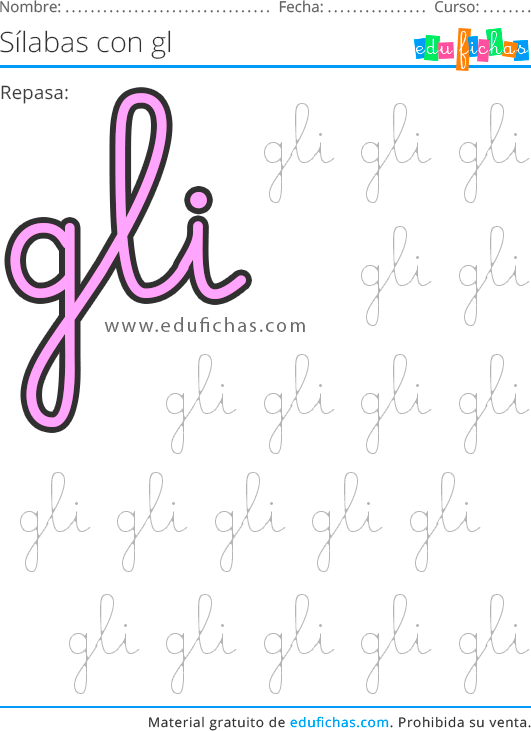 Nombre: ................................. Fecha: ................ Curso: ........
Sílabas con gl
edufichas
Repasa:
gli
gli gli gli
gli gli
www.edufichas.com
gli gli gli gli
gli gli gli gli gli
gli gli gli gli gli
Material gratuito de edufichas.com. Prohibida su venta.